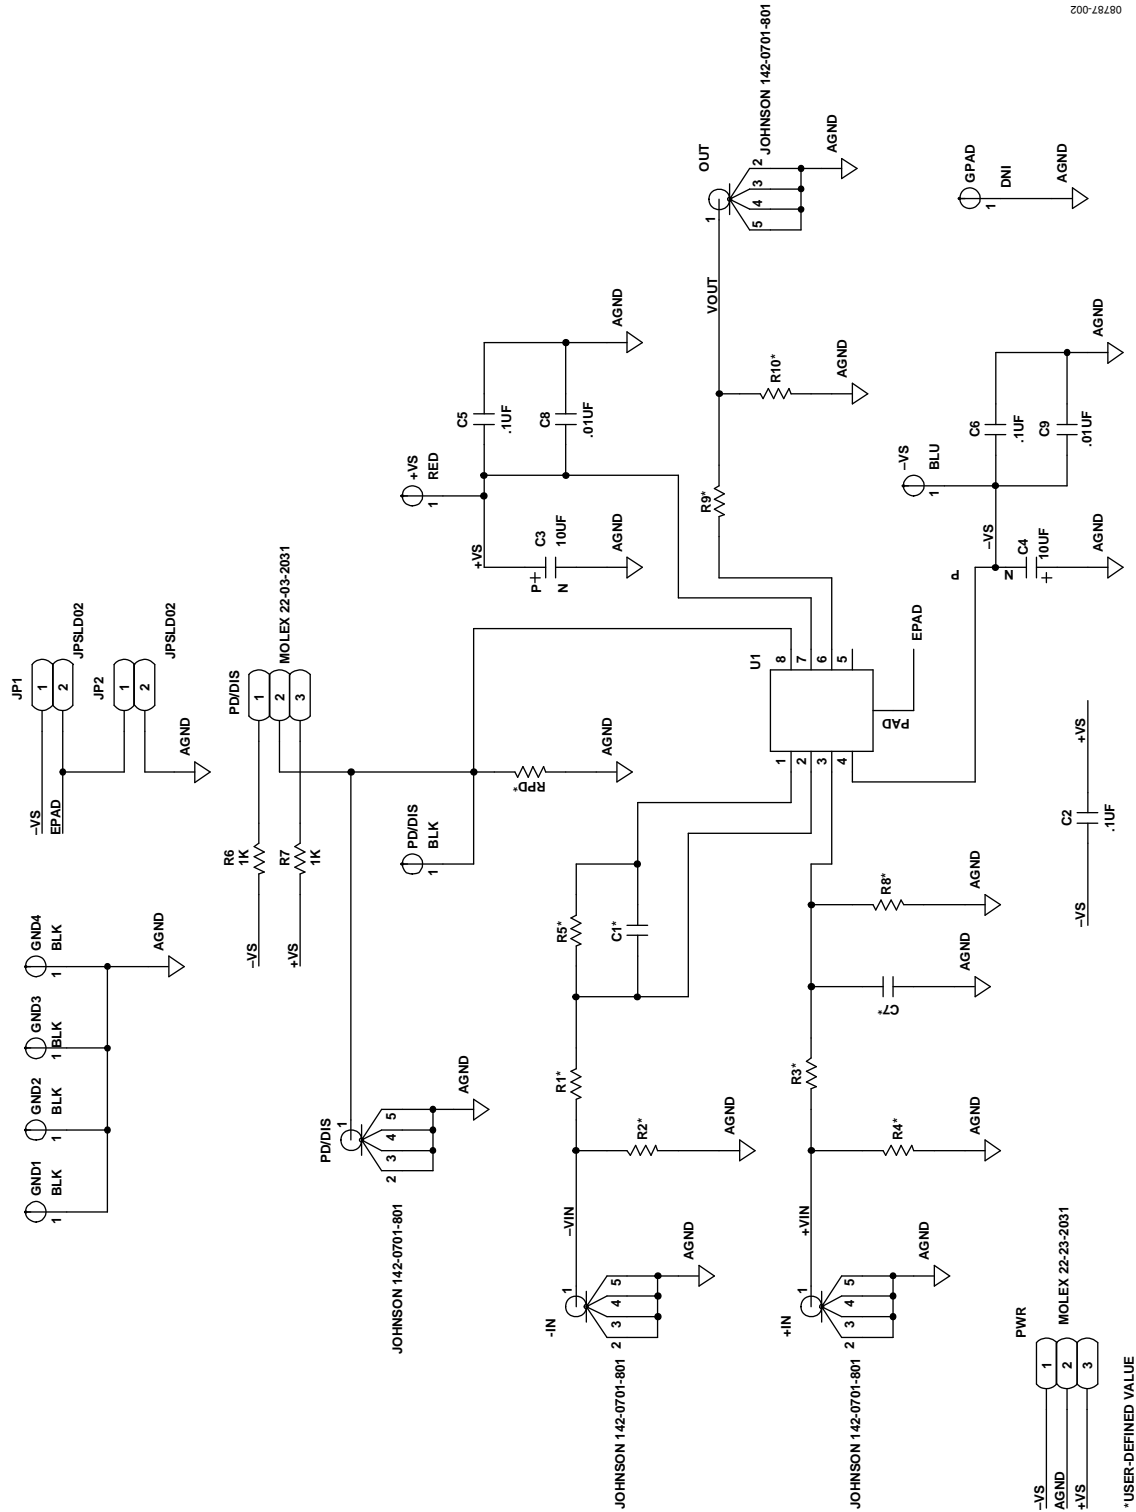 08787-002
JP1
1
2
JPSLD02
–VS
EPAD
JP2
1
2
JPSLD02
AGND
GND1
1
BLK
GND2
1
BLK
GND3
1
BLK
GND4
1
BLK
AGND
PD/DIS
1
2
3
MOLEX 22-03-2031
R6
1K
–VS
R7
1K
+VS
PD/DIS
1
2
3
4
5
AGND
JOHNSON 142-0701-801
PD/DIS
1
BLK
RPD*
AGND
+VS
RED
1
+VS
P
+
N
C3
10UF
AGND
C5
.1UF
C8
.01UF
AGND
-IN
1
2
3
4
5
AGND
JOHNSON 142-0701-801
–VIN
R2*
AGND
R1*
R5*
C1*
+IN
1
2
3
4
5
AGND
JOHNSON 142-0701-801
+VIN
R4*
AGND
R3*
C7*
AGND
R8*
AGND
U1
1
2
3
4
8
7
6
5
PAD
EPAD
R9*
R10*
AGND
VOUT
OUT
1
2
3
4
5
AGND
JOHNSON 142-0701-801
–VS
BLU
1
–VS
P
N
+
C4
10UF
AGND
C6
.1UF
C9
.01UF
AGND
GPAD
1
DNI
AGND
–VS
C2
.1UF
+VS
PWR
1
2
3
MOLEX 22-23-2031
–VS
AGND
+VS
*USER-DEFINED VALUE